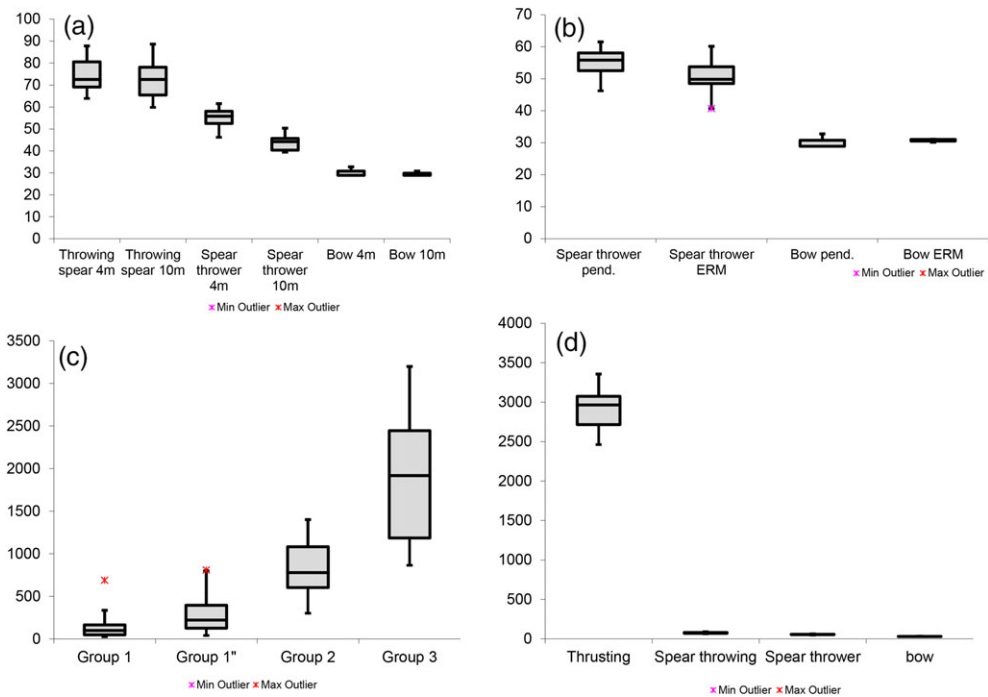 (a)
100
90
80
70
60
50
40
30
20
10
0
Throwing spear 4m
Throwing spear 10m
Spear thrower 4m
Spear thrower 10m
Bow 4m
Bow 10m
Min Outlier
Max Outlier
(b)
70
60
50
40
30
20
10
0
Spear thrower pend.
Spear thrower ERM
Bow pend.
Bow ERM
Min Outlier
Max Outlier
(c)
3500
3000
2500
2000
1500
1000
500
0
Group 1
Group 1"
Group 2
Group 3
Min Outlier
Max Outlier
(d)
4000
3500
3000
2500
2000
1500
1000
500
0
Thrusting
Spear throwing
Spear thrower
bow
Min Outlier
Max Outlier